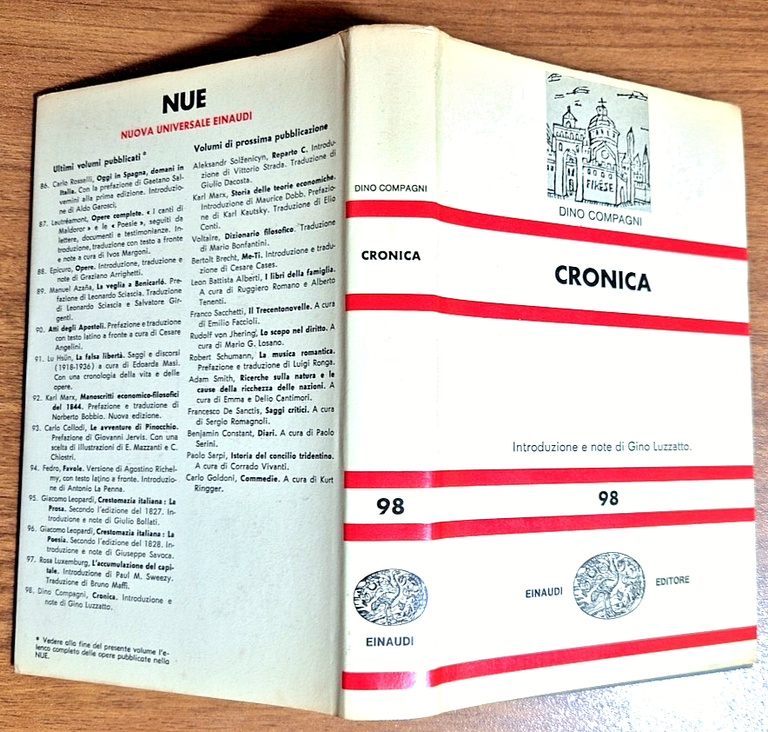 NUE
NUOVA UNIVERSALE EINAUDI
Ultimi volumi pubblicati *
86. Carlo Rosselli, Oggi in Spagna, domani in
Italia. Con la prefazione di Gaetano Sal-
vemini alla prima edizione. Introduzio-
ne di Aldo Garosci.
87. Lautréamont, Opere complete. « I canti di
Maldoror » e le « Poesie », seguiti da
lettere, documenti e testimonianze. In-
troduzione, traduzione con testo a fronte
e note a cura di Ivos Margoni.
88. Epicuro, Opere. Introduzione, traduzione e
note di Graziano Arrighetti.
89. Manuel Azaña, La veglia a Benicarló. Pre-
fazione di Leonardo Sciascia. Traduzione
di Leonardo Sciascia e Salvatore Gir-
genti.
90. Atti degli Apostoli. Prefazione e traduzione
con testo latino a fronte a cura di Cesare
Angelini.
91. Lu Hsün, La falsa libertà. Saggi e discorsi
(1918-1936) a cura di Edoarda Masi.
Con una cronologia della vita e delle
opere.
92. Karl Marx, Manoscritti economico-filosofici
del 1844. Prefazione e traduzione di
Norberto Bobbio. Nuova edizione.
93. Carlo Collodi, Le avventure di Pinocchio.
Prefazione di Giovanni Jervis. Con una
scelta di illustrazioni di E. Mazzanti e C.
Chiostri.
94. Fedro, Favole. Versione di Agostino Richel-
my, con testo latino a fronte. Introduzio-
ne di Antonio La Penna.
95. Giacomo Leopardi, Crestomazia italiana: La
Prosa. Secondo l'edizione del 1827. In-
troduzione e note di Giulio Bollati.
96. Giacomo Leopardi, Crestomazia italiana: La
Poesia. Secondo l'edizione del 1828. In-
troduzione e note di Giuseppe Savoca.
97. Rosa Luxemburg, L'accumulazione del capi-
tale. Introduzione di Paul M. Sweezy.
Traduzione di Bruno Maffi.
98. Dino Compagni, Cronica. Introduzione e
note di Gino Luzzatto.
* Vedere alla fine del presente volume l'e-
lenco completo delle opere pubblicate nella
NUE.
Volumi di prossima pubblicazione
Aleksandr Solženicyn, Reparto C. Introdu-
zione di Vittorio Strada. Traduzione di
Giulio Dacosta.
Karl Marx, Storia delle teorie economiche.
Introduzione di Maurice Dobb. Prefazio-
ne di Karl Kautsky. Traduzione di Elio
Conti.
Voltaire, Dizionario filosofico. Traduzione
di Mario Bonfantini.
Bertolt Brecht, Me-Ti. Introduzione e tradu-
zione di Cesare Cases.
Leon Battista Alberti, I libri della famiglia.
A cura di Ruggiero Romano e Alberto
Tenenti.
Franco Sacchetti, Il Trecentonovelle. A cura
di Emilio Faccioli.
Rudolf von Jhering, Lo scopo nel diritto. A
cura di Mario G. Losano.
Robert Schumann, La musica romantica.
Prefazione e traduzione di Luigi Ronga.
Adam Smith, Ricerche sulla natura e le
cause della ricchezza delle nazioni. A
cura di Emma e Delio Cantimori.
Francesco De Sanctis, Saggi critici. A cura
di Sergio Romagnoli.
Benjamin Constant, Diari. A cura di Paolo
Serini.
Paolo Sarpi, Istoria del concilio tridentino.
A cura di Corrado Vivanti.
Carlo Goldoni, Commedie. A cura di Kurt
Ringger.
DINO COMPAGNI
CRONICA
98
EINAUDI
FIRĒSE
DINO COMPAGNI
CRONICA
Introduzione e note di Gino Luzzatto.
98
EINAUDI EDITORE